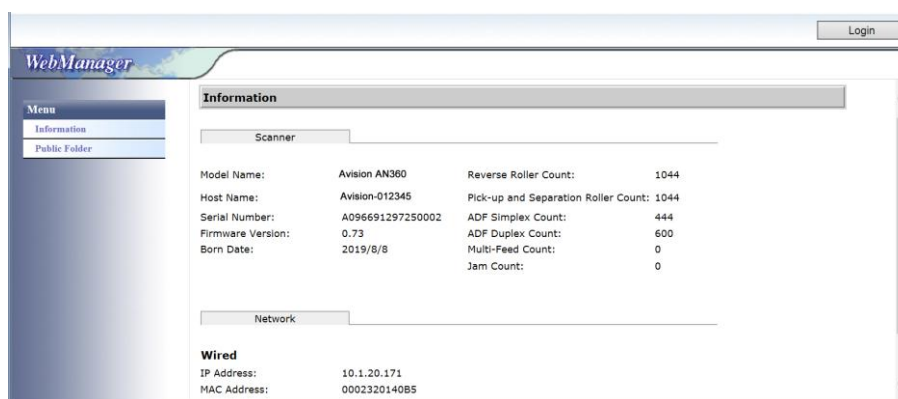 Login
WebManager
Menu
Information
Public Folder
Information
Scanner
Model Name: Avision AN360 Reverse Roller Count: 1044
Host Name: Avision-012345 Pick-up and Separation Roller Count: 1044
Serial Number: A096691297250002 ADF Simplex Count: 444
Firmware Version: 0.73 ADF Duplex Count: 600
Born Date: 2019/8/8 Multi-Feed Count: 0
Jam Count: 0
Network
Wired
IP Address: 10.1.20.171
MAC Address: 0002320140B5